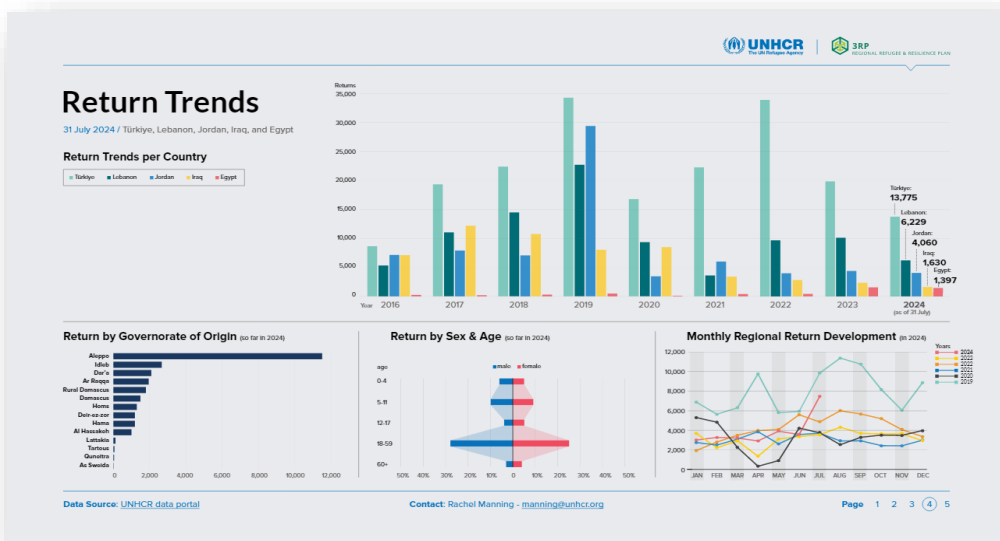 UNHCR
The UN Refugee Agency
3RP
REGIONAL REFUGEE & RESILIENCE PLAN
Return Trends
31 July 2024 / Türkiye, Lebanon, Jordan, Iraq, and Egypt
Return Trends per Country
Türkiye Lebanon Jordan Iraq Egypt
Returns
35,000
30,000
25,000
20,000
15,000
10,000
5,000
0
Türkiye:
13,775
Lebanon:
6,229
Jordan:
4,060
Iraq:
1,630
Egypt:
1,397
Year 2016 2017 2018 2019 2020 2021 2022 2023 2024
(as of 31 July)
Return by Governorate of Origin (so far in 2024)
Aleppo
Idleb
Dar'a
Ar Raqqa
Rural Damascus
Damascus
Homs
Deir-ez-zor
Hama
Al Hassakeh
Lattakia
Tartous
Quneitra
As Sweida
0 2,000 4,000 6,000 8,000 10,000 12,000
Return by Sex & Age (so far in 2024)
age male female
0-4
5-11
12-17
18-59
60+
50% 40% 30% 20% 10% 0 10% 20% 30% 40% 50%
Monthly Regional Return Development (in 2024)
Years
2024
2023
2022
2021
2020
2019
12,000
10,000
8,000
6,000
4,000
2,000
0
JAN FEB MAR APR MAY JUN JUL AUG SEP OCT NOV DEC
Data Source: UNHCR data portal
Contact: Rachel Manning - manning@unhcr.org
Page 1 2 3 4 5